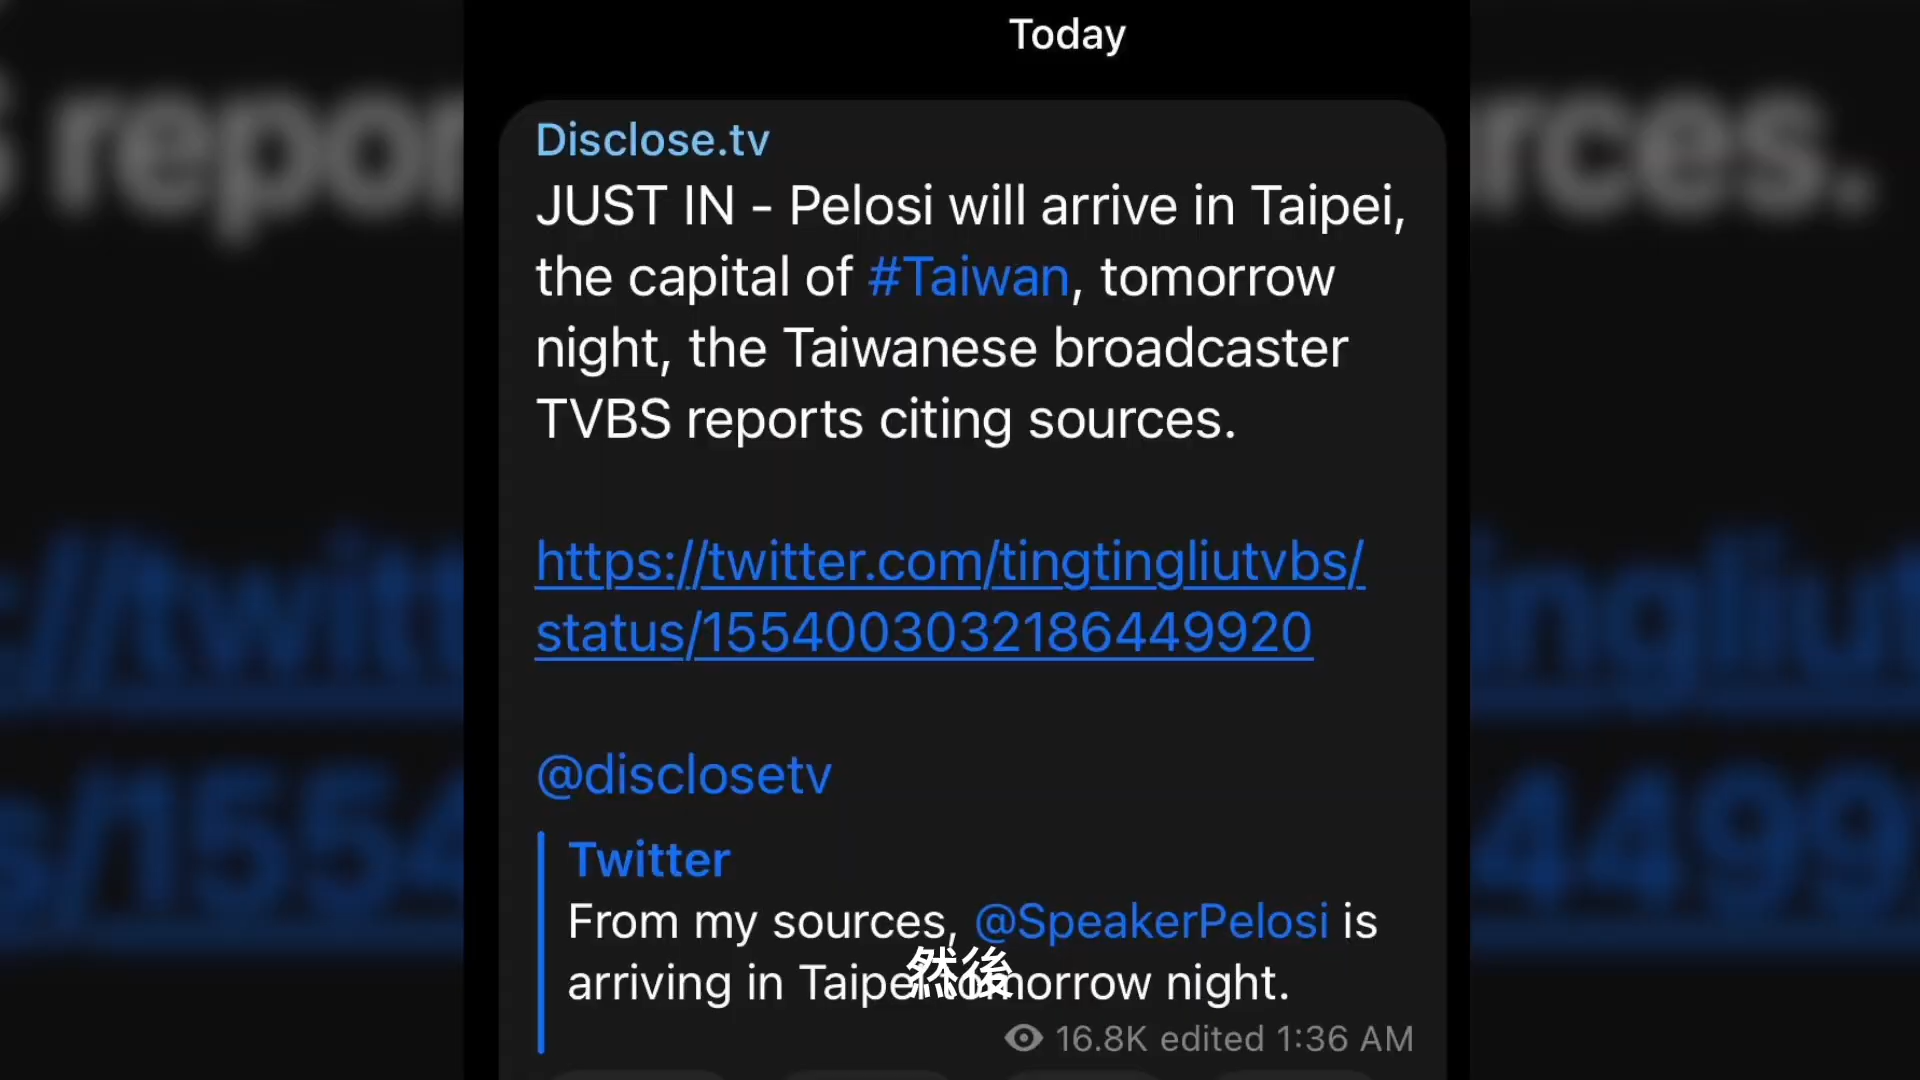 Today
Disclose.tv
JUST IN - Pelosi will arrive in Taipei,
the capital of #Taiwan, tomorrow
night, the Taiwanese broadcaster
TVBS reports citing sources.
https://twitter.com/tingtingliutvbs/
status/1554003032186449920
@disclosetv
Twitter
From my sources, @SpeakerPelosi is
arriving in Taipei tomorrow night.
然後
16.8K edited 1:36 AM